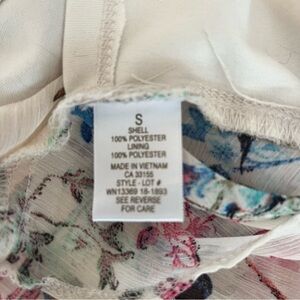 S
SHELL
100% POLYESTER
LINING
100% POLYESTER
MADE IN VIETNAM
CA 33155
STYLE - LOT #
WN13369 18-1893
SEE REVERSE
FOR CARE